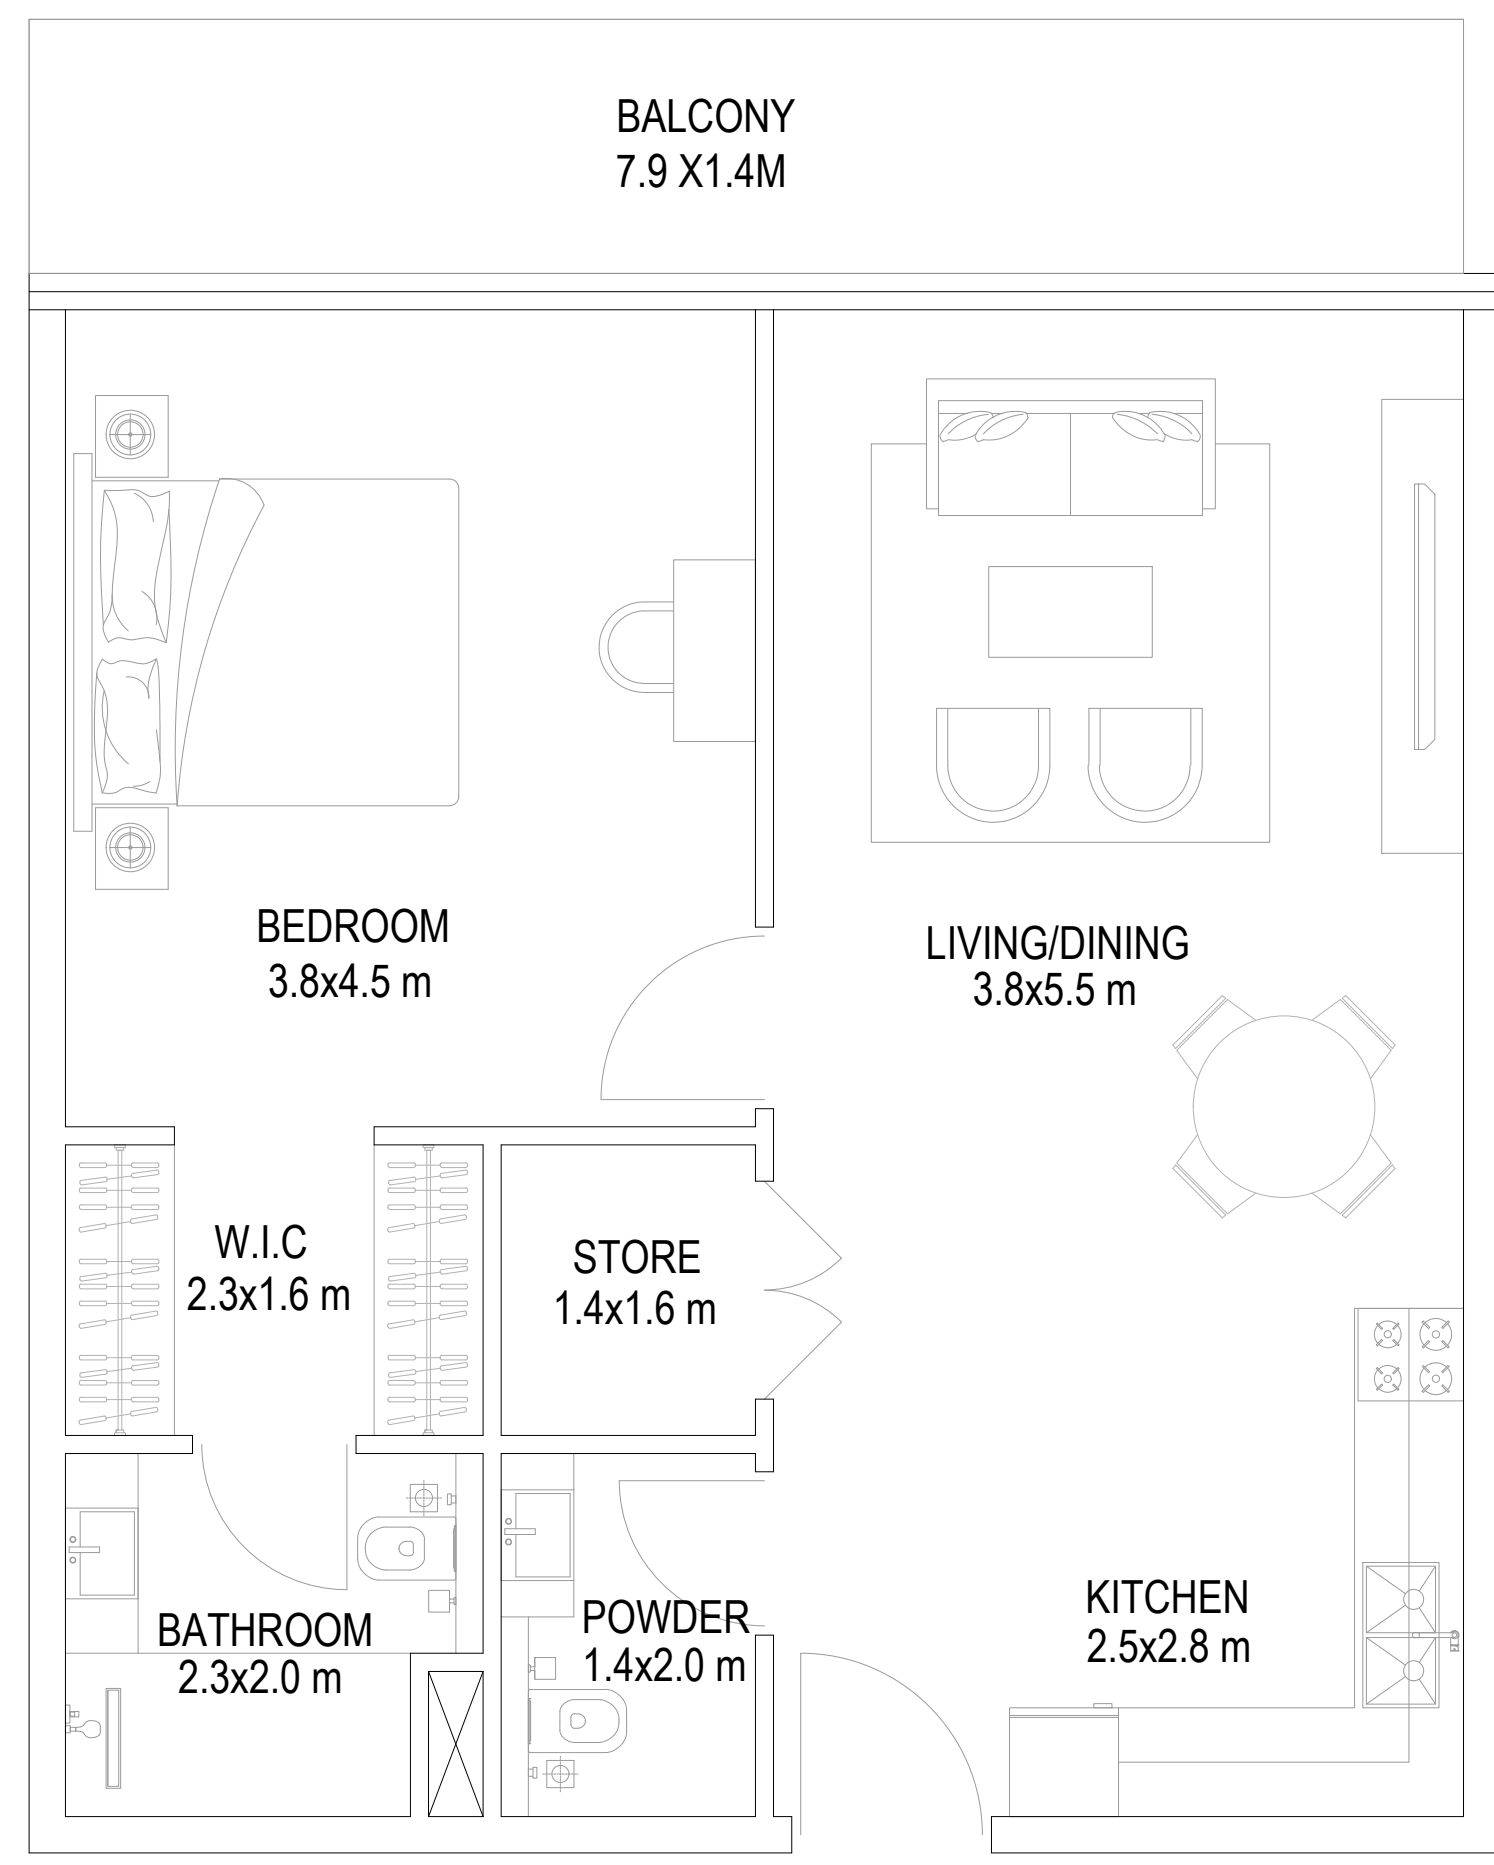 BALCONY
7.9 X1.4M
BEDROOM
3.8x4.5 m
LIVING/DINING
3.8x5.5 m
W.I.C
2.3x1.6 m
STORE
1.4x1.6 m
BATHROOM
2.3x2.0 m
POWDER
1.4x2.0 m
KITCHEN
2.5x2.8 m